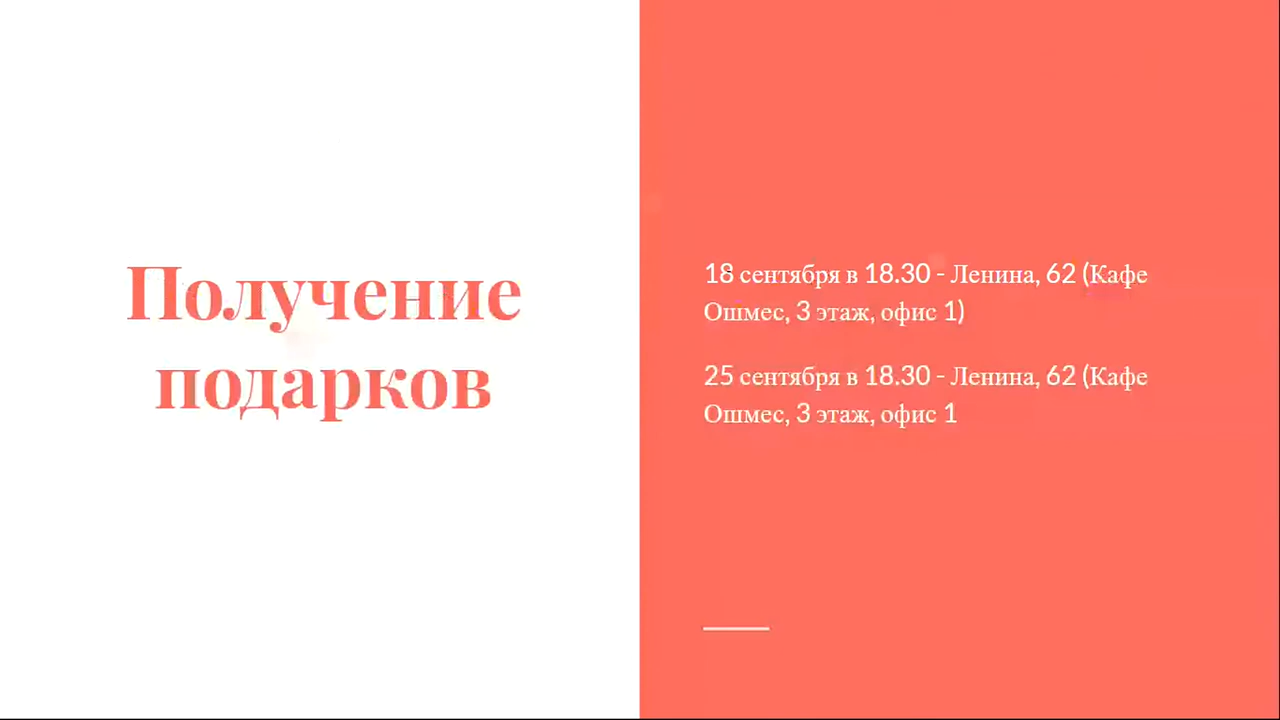 Получение
подарков
18 сентября в 18.30 - Ленина, 62 (Кафе
Ошмес, 3 этаж, офис 1)
25 сентября в 18.30 - Ленина, 62 (Кафе
Ошмес, 3 этаж, офис 1